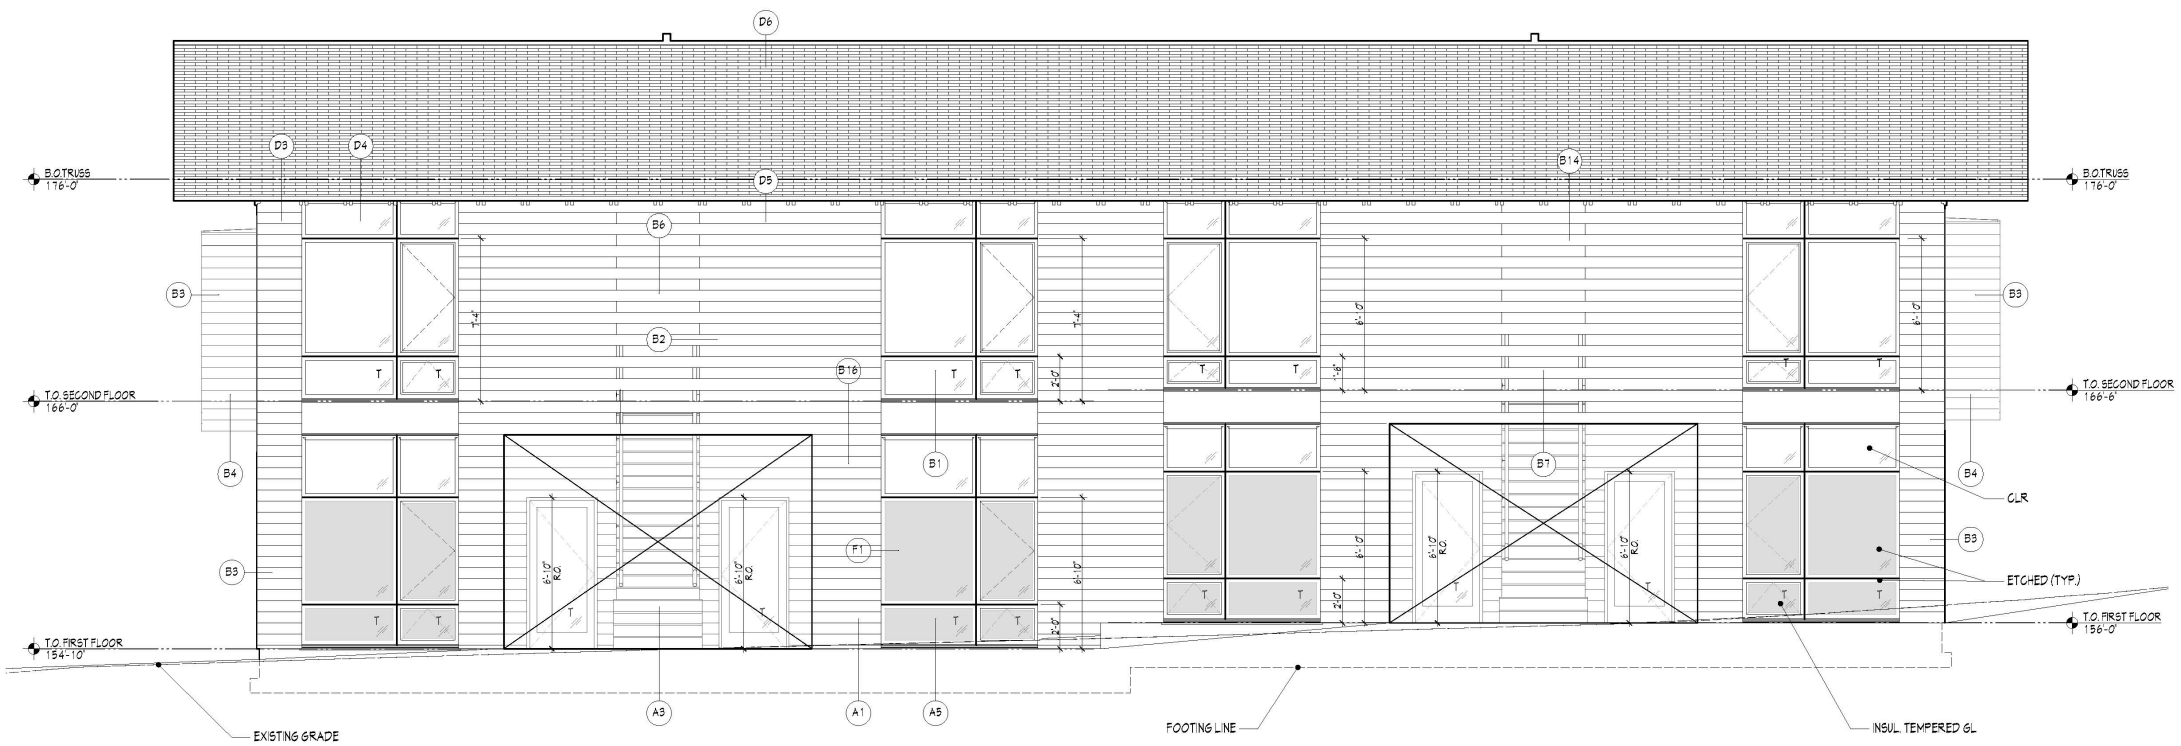 D6
D3
D4
B14
B.O.TRUSS
176'-0"
D5
B.O.TRUSS
176'-0"
B6
B3
B3
7'-4"
7'-4"
6'-10"
6'-10"
B2
B16
T
T
T
T
T
T
T
T
2'-0"
1'-6"
T.O. SECOND FLOOR
166'-0"
T.O. SECOND FLOOR
166'-6"
B4
B1
B7
B4
CLR
F1
B3
B3
6'-10"
R.O.
6'-10"
R.O.
6'-10"
6'-10"
6'-10"
R.O.
6'-10"
R.O.
ETCHED (TYP.)
T
T
T
T
T
T
T
T
T
T
T
T
2'-0"
2'-0"
T.O. FIRST FLOOR
154'-10"
T.O. FIRST FLOOR
156'-0"
A3
A1
A5
EXISTING GRADE
FOOTING LINE
INSUL. TEMPERED GL